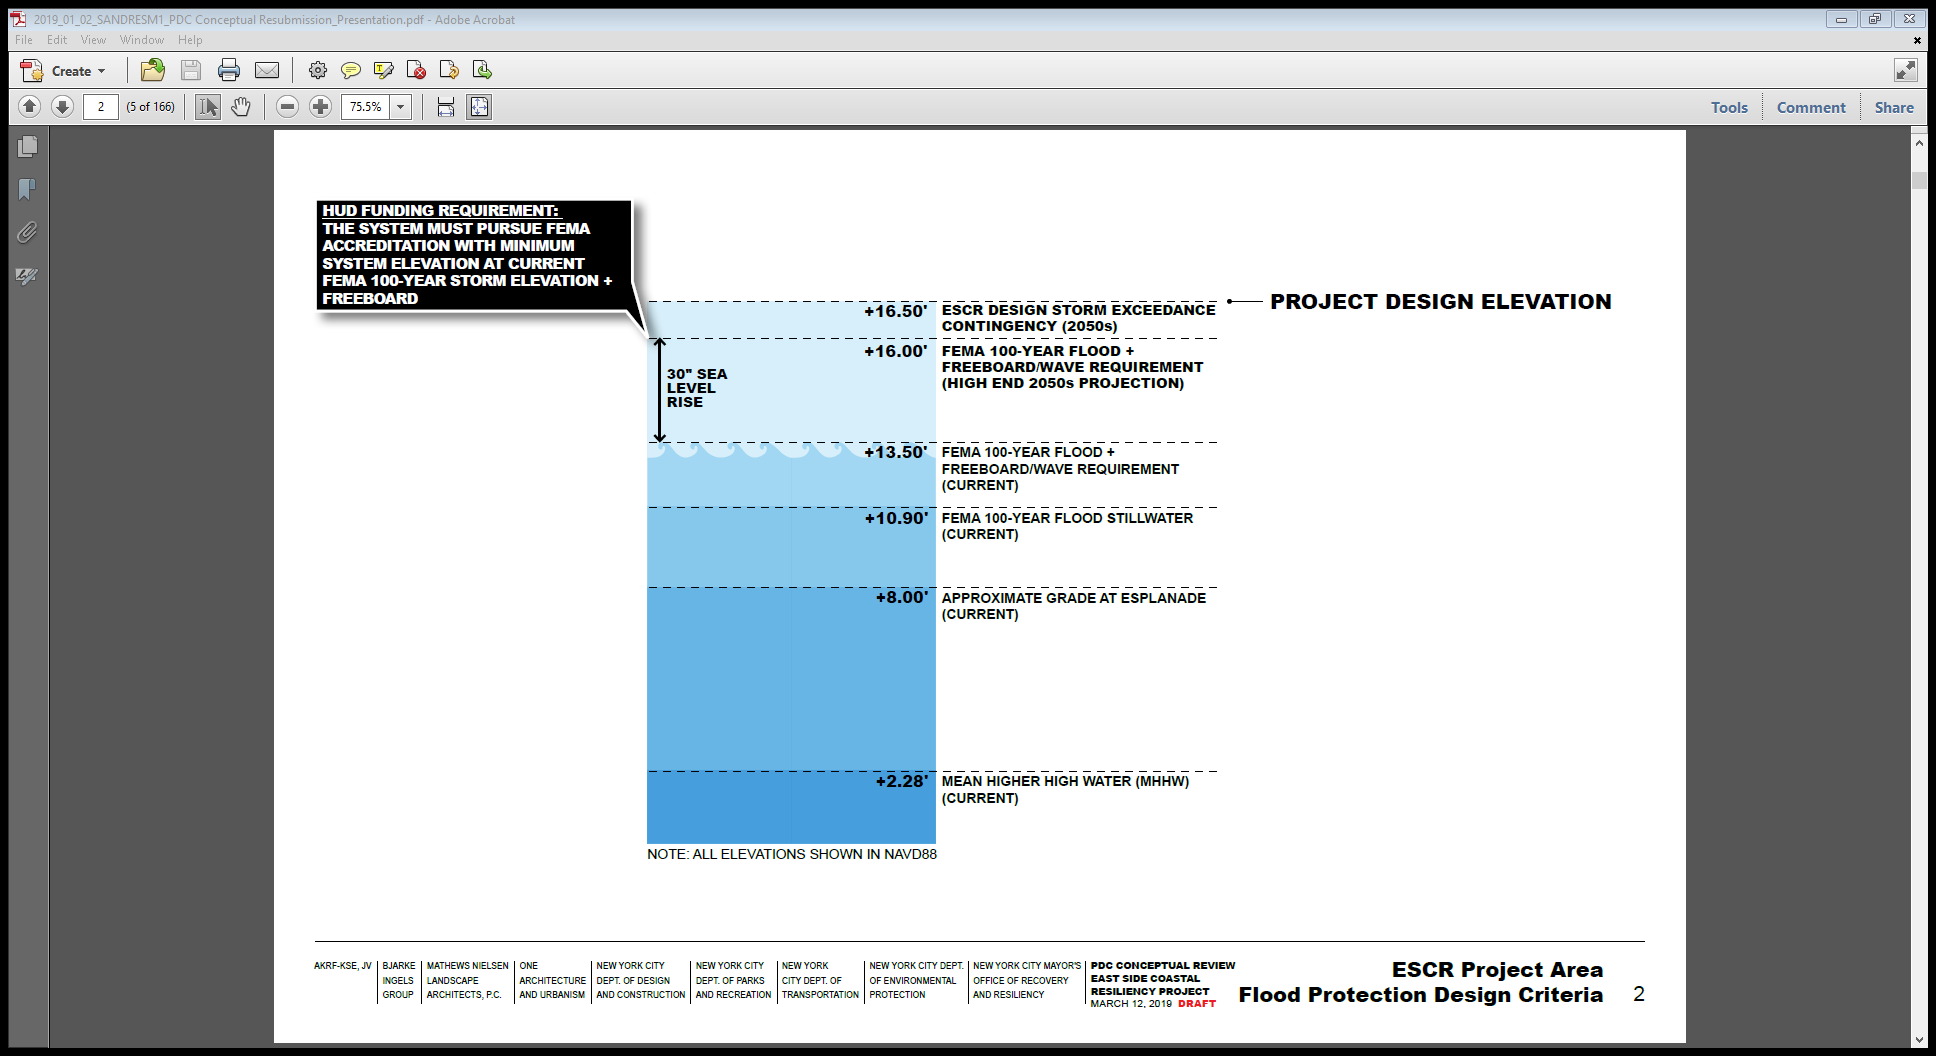 2019_01_02_SANDRESM1_PDC Conceptual Resubmission_Presentation.pdf - Adobe Acrobat
File Edit View Window Help
Create
2 (5 of 166) 75.5% Tools Comment Share
HUD FUNDING REQUIREMENT:
THE SYSTEM MUST PURSUE FEMA
ACCREDITATION WITH MINIMUM
SYSTEM ELEVATION AT CURRENT
FEMA 100-YEAR STORM ELEVATION +
FREEBOARD
PROJECT DESIGN ELEVATION
+16.50' ESCR DESIGN STORM EXCEEDANCE
CONTINGENCY (2050s)
+16.00' FEMA 100-YEAR FLOOD +
FREEBOARD/WAVE REQUIREMENT
(HIGH END 2050s PROJECTION)
30" SEA
LEVEL
RISE
+13.50' FEMA 100-YEAR FLOOD +
FREEBOARD/WAVE REQUIREMENT
(CURRENT)
+10.90' FEMA 100-YEAR FLOOD STILLWATER
(CURRENT)
+8.00' APPROXIMATE GRADE AT ESPLANADE
(CURRENT)
+2.28' MEAN HIGHER HIGH WATER (MHHW)
(CURRENT)
NOTE: ALL ELEVATIONS SHOWN IN NAVD88
AKRF-KSE, JV
BJARKE
INGELS
GROUP
MATHEWS NIELSEN
LANDSCAPE
ARCHITECTS, P.C.
ONE
ARCHITECTURE
AND URBANISM
NEW YORK CITY
DEPT. OF DESIGN
AND CONSTRUCTION
NEW YORK CITY
DEPT. OF PARKS
AND RECREATION
NEW YORK
CITY DEPT. OF
TRANSPORTATION
NEW YORK CITY DEPT.
OF ENVIRONMENTAL
PROTECTION
NEW YORK CITY MAYOR'S
OFFICE OF RECOVERY
AND RESILIENCY
PDC CONCEPTUAL REVIEW
EAST SIDE COASTAL
RESILIENCY PROJECT
MARCH 12, 2019 DRAFT
ESCR Project Area
Flood Protection Design Criteria
2